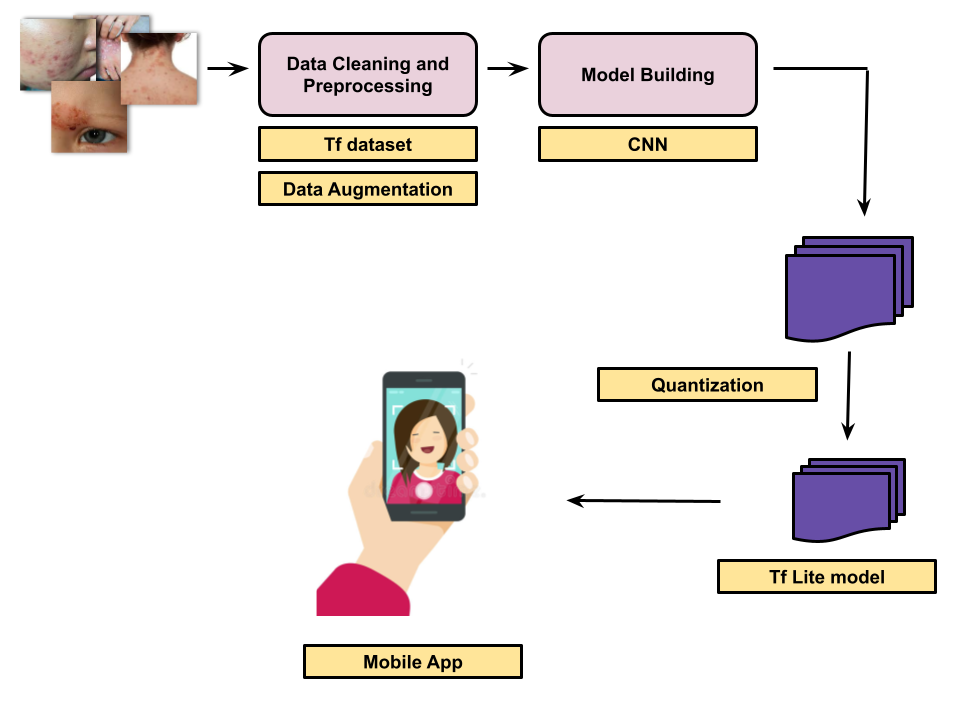 Data Cleaning and
Preprocessing
Model Building
Tf dataset
CNN
Data Augmentation
Quantization
Tf Lite model
Mobile App